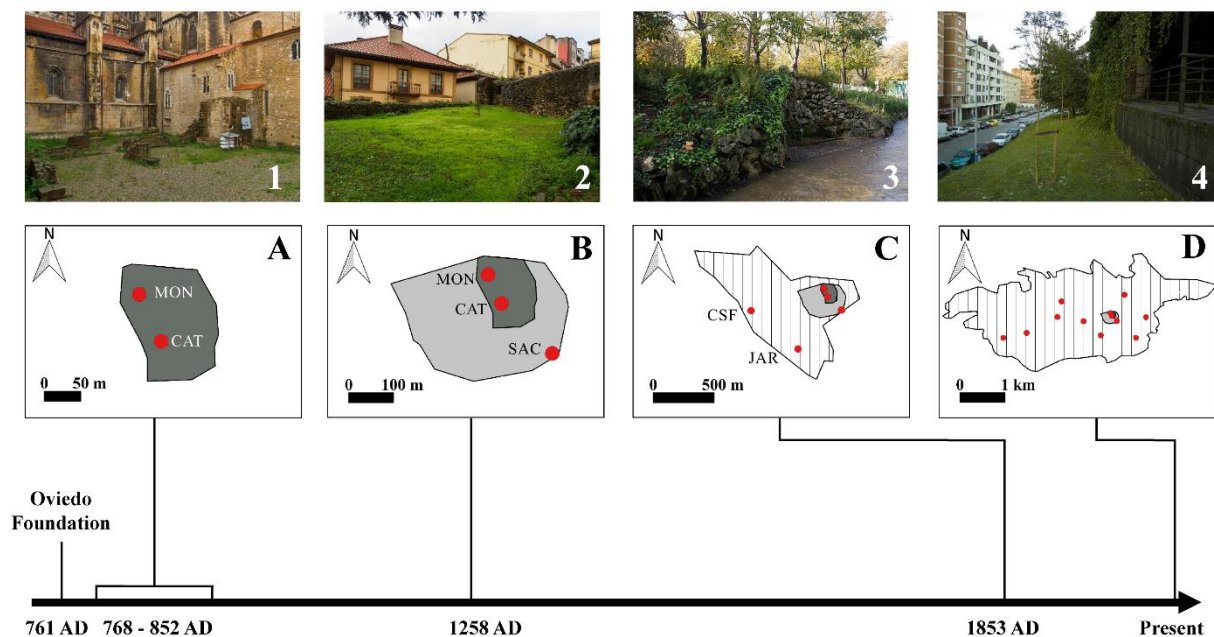 1
2
3
4
N
A
MON
CAT
0 50 m
N
B
MON
CAT
SAC
0 100 m
N
C
CSF
JAR
0 500 m
N
D
0 1 km
Oviedo
Foundation
761 AD
768 - 852 AD
1258 AD
1853 AD
Present